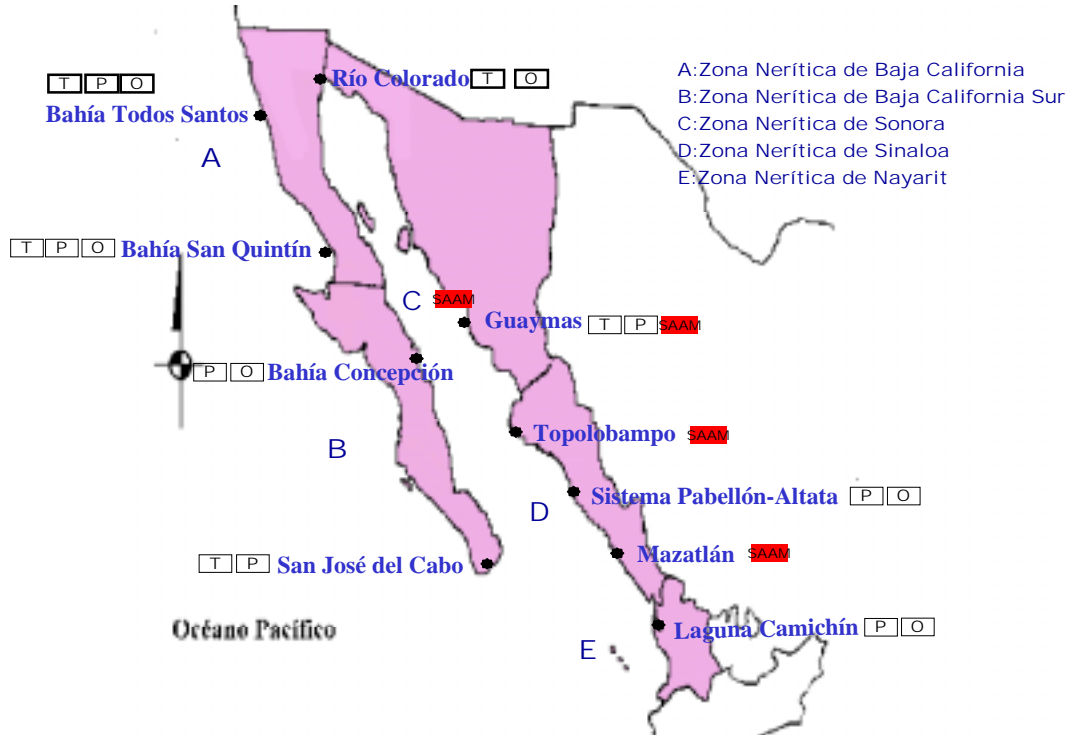 T P O
Río Colorado T O
Bahía Todos Santos
A:Zona Nerítica de Baja California
B:Zona Nerítica de Baja California Sur
C:Zona Nerítica de Sonora
D:Zona Nerítica de Sinaloa
E:Zona Nerítica de Nayarit
A
T P O Bahía San Quintín
C SAAM
Guaymas T P SAAM
P O Bahía Concepción
B
Topolobampo SAAM
Sistema Pabellón-Altata P O
D
Mazatlán SAAM
T P San José del Cabo
Océano Pacífico
Laguna Camichín P O
E